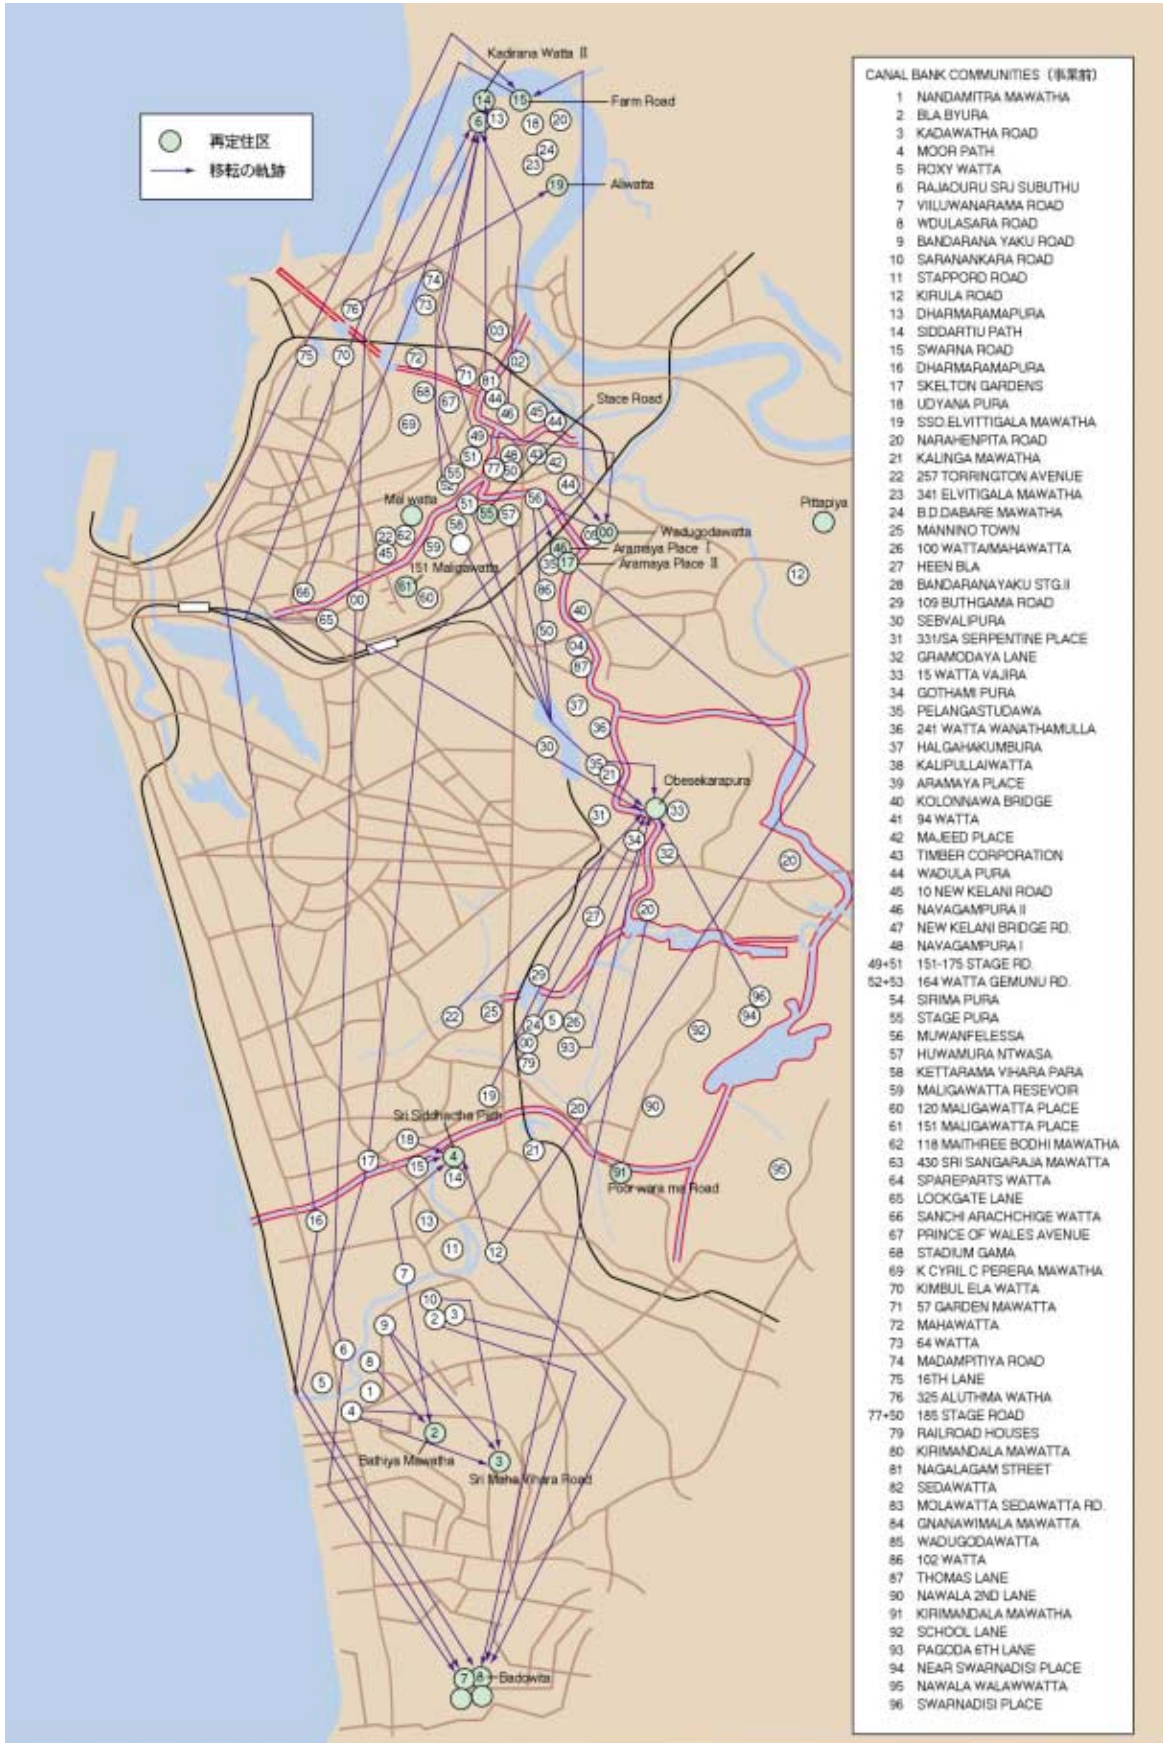 Kadirana Watta Ⅱ
Farm Road
再定住区
移転の軌跡
Aliwatta
Stace Road
Mal watta
Pittapiya
Wadugodawatta
Aramaya Place Ⅰ
Aramaya Place Ⅱ
151 Maligawatta
Obesekarapura
Sri Siddhactha Path
Poor wara me Road
Bathiya Mawatha
Sri Maha Vihara Road
Badowita
CANAL BANK COMMUNITIES (事業前)
1 NANDAMITRA MAWATHA
2 BLA BYURA
3 KADAWATHA ROAD
4 MOOR PATH
5 ROXY WATTA
6 RAJAOURU SRJ SUBUTHU
7 VIILUWANARAMA ROAD
8 WDULASARA ROAD
9 BANDARANA YAKU ROAD
10 SARANANKARA ROAD
11 STAPPORD ROAD
12 KIRULA ROAD
13 DHARMARAMAPURA
14 SIDDARTIU PATH
15 SWARNA ROAD
16 DHARMARAMAPURA
17 SKELTON GARDENS
18 UDYANA PURA
19 SSO.ELVITTIGALA MAWATHA
20 NARAHENPITA ROAD
21 KALINGA MAWATHA
22 257 TORRINGTON AVENUE
23 341 ELVITIGALA MAWATHA
24 B.D.DABARE MAWATHA
25 MANNINO TOWN
26 100 WATTA/MAHAWATTA
27 HEEN BLA
28 BANDARANAYAKU STG.II
29 109 BUTHGAMA ROAD
30 SEBVALIPURA
31 331/SA SERPENTINE PLACE
32 GRAMODAYA LANE
33 15 WATTA VAJIRA
34 GOTHAMI PURA
35 PELANGASTUDAWA
36 241 WATTA WANATHAMULLA
37 HALGAHAKUMBURA
38 KALIPULLAIWATTA
39 ARAMAYA PLACE
40 KOLONNAWA BRIDGE
41 94 WATTA
42 MAJEED PLACE
43 TIMBER CORPORATION
44 WADULA PURA
45 10 NEW KELANI ROAD
46 NAVAGAMPURA II
47 NEW KELANI BRIDGE RD.
48 NAVAGAMPURA I
49+51 151-175 STAGE RD.
52+53 164 WATTA GEMUNU RD.
54 SIRIMA PURA
55 STAGE PURA
56 MUWANFELESSA
57 HUWAMURA NTWASA
58 KETTARAMA VIHARA PARA
59 MALIGAWATTA RESEVOIR
60 120 MALIGAWATTA PLACE
61 151 MALIGAWATTA PLACE
62 118 MAITHREE BODHI MAWATHA
63 430 SRI SANGARAJA MAWATTA
64 SPAREPARTS WATTA
65 LOCKGATE LANE
66 SANCHI ARACHCHIGE WATTA
67 PRINCE OF WALES AVENUE
68 STADIUM GAMA
69 K CYRIL C PERERA MAWATHA
70 KIMBUL ELA WATTA
71 57 GARDEN MAWATTA
72 MAHAWATTA
73 64 WATTA
74 MADAMPITIYA ROAD
75 16TH LANE
76 325 ALUTHMA WATHA
77+50 185 STAGE ROAD
79 RAILROAD HOUSES
80 KIRIMANDALA MAWATTA
81 NAGALAGAM STREET
82 SEDAWATTA
83 MOLAWATTA SEDAWATTA RD.
84 GNANAWIMALA MAWATTA
85 WADUGODAWATTA
86 102 WATTA
87 THOMAS LANE
90 NAWALA 2ND LANE
91 KIRIMANDALA MAWATHA
92 SCHOOL LANE
93 PAGODA 6TH LANE
94 NEAR SWARNADISI PLACE
95 NAWALA WALAWWATTA
96 SWARNADISI PLACE